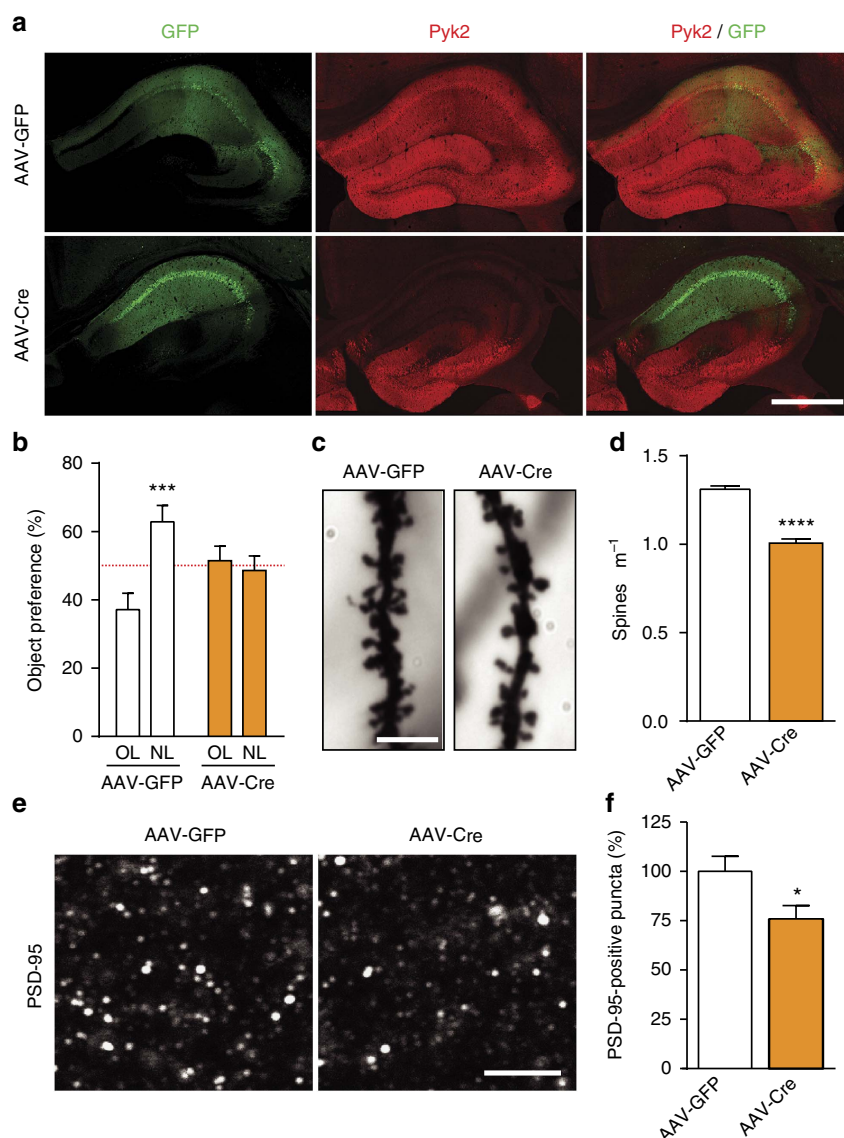 a
GFP
Pyk2
Pyk2 / GFP
AAV-GFP
AAV-Cre
b
Object preference (%)
80
60
40
20
0
***
OL NL OL NL
AAV-GFP AAV-Cre
c
AAV-GFP AAV-Cre
d
Spines m⁻¹
1.5
1.0
0.5
0.0
****
AAV-GFP
AAV-Cre
e
AAV-GFP AAV-Cre
PSD-95
f
PSD-95-positive puncta (%)
125
100
75
50
25
0
*
AAV-GFP
AAV-Cre